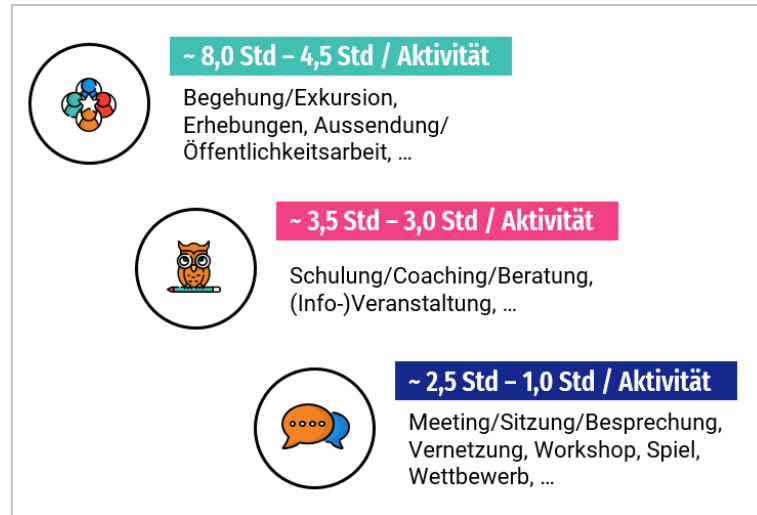 ~ 8,0 Std – 4,5 Std / Aktivität
Begehung/Exkursion,
Erhebungen, Aussendung/
Öffentlichkeitsarbeit, ...
~ 3,5 Std – 3,0 Std / Aktivität
Schulung/Coaching/Beratung,
(Info-)Veranstaltung, ...
~ 2,5 Std – 1,0 Std / Aktivität
Meeting/Sitzung/Besprechung,
Vernetzung, Workshop, Spiel,
Wettbewerb, ...